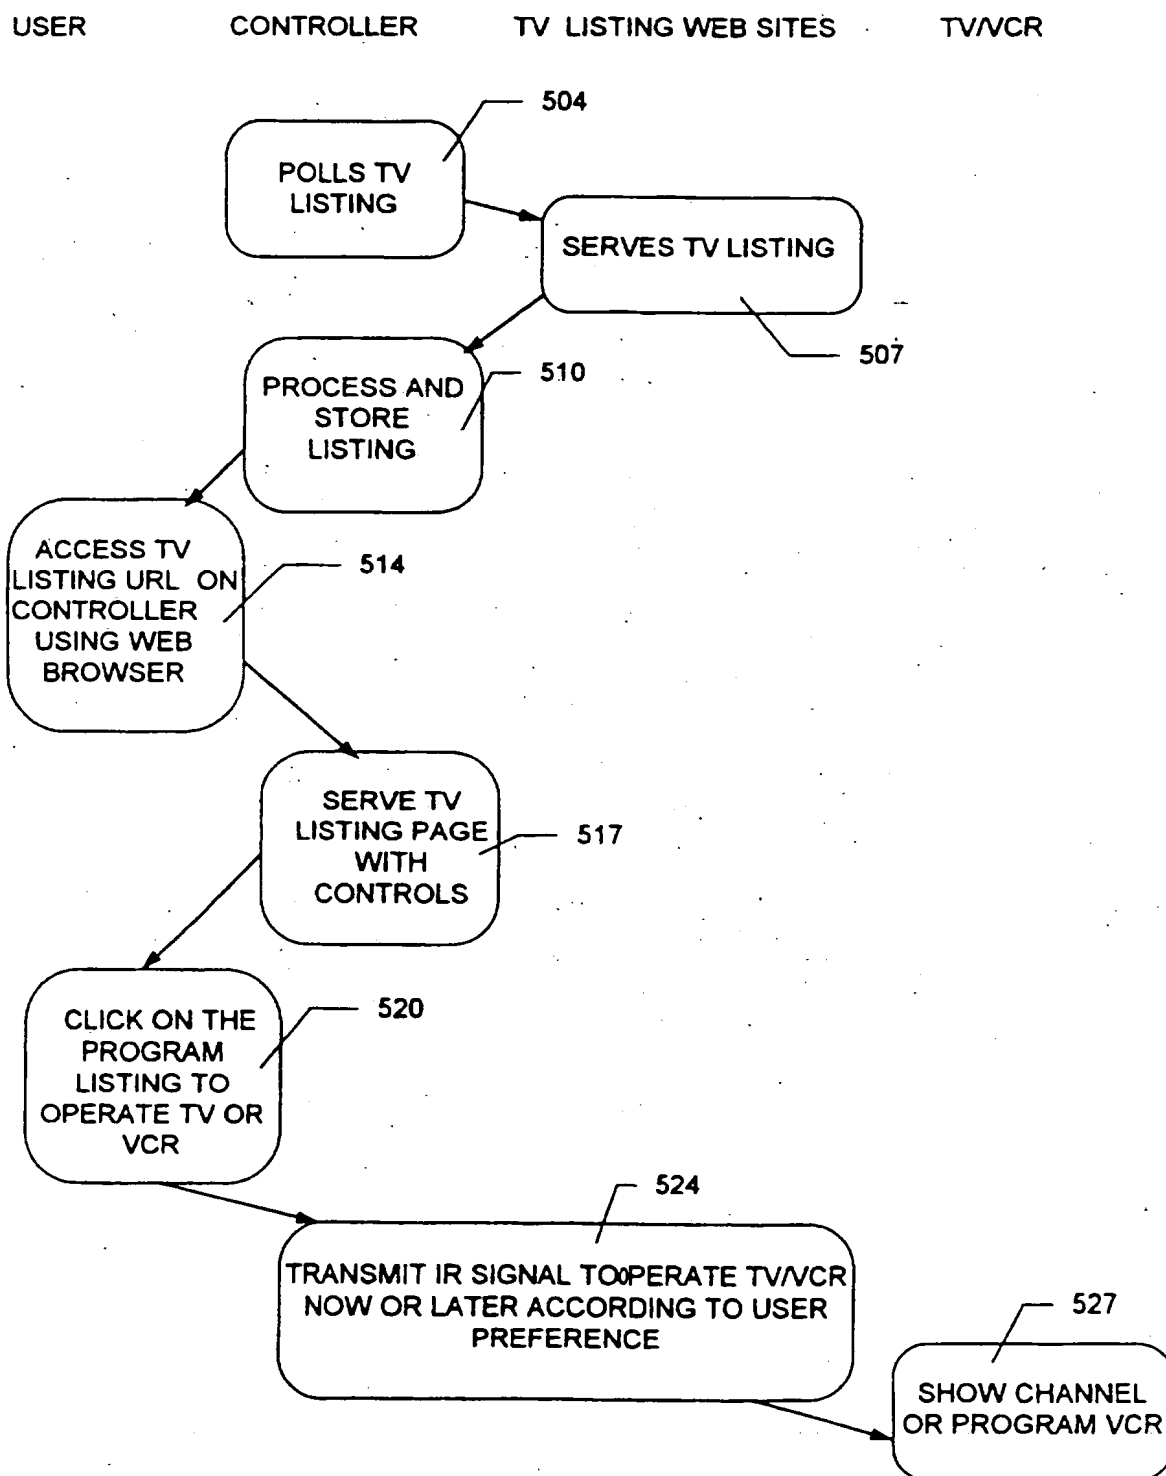 USER CONTROLLER TV LISTING WEB SITES TV/VCR
504
POLLS TV
LISTING
SERVES TV LISTING
507
510
PROCESS AND
STORE
LISTING
ACCESS TV
LISTING URL ON
CONTROLLER
USING WEB
BROWSER
514
SERVE TV
LISTING PAGE
WITH
CONTROLS
517
520
CLICK ON THE
PROGRAM
LISTING TO
OPERATE TV OR
VCR
524
TRANSMIT IR SIGNAL TO OPERATE TV/VCR
NOW OR LATER ACCORDING TO USER
PREFERENCE
527
SHOW CHANNEL
OR PROGRAM VCR